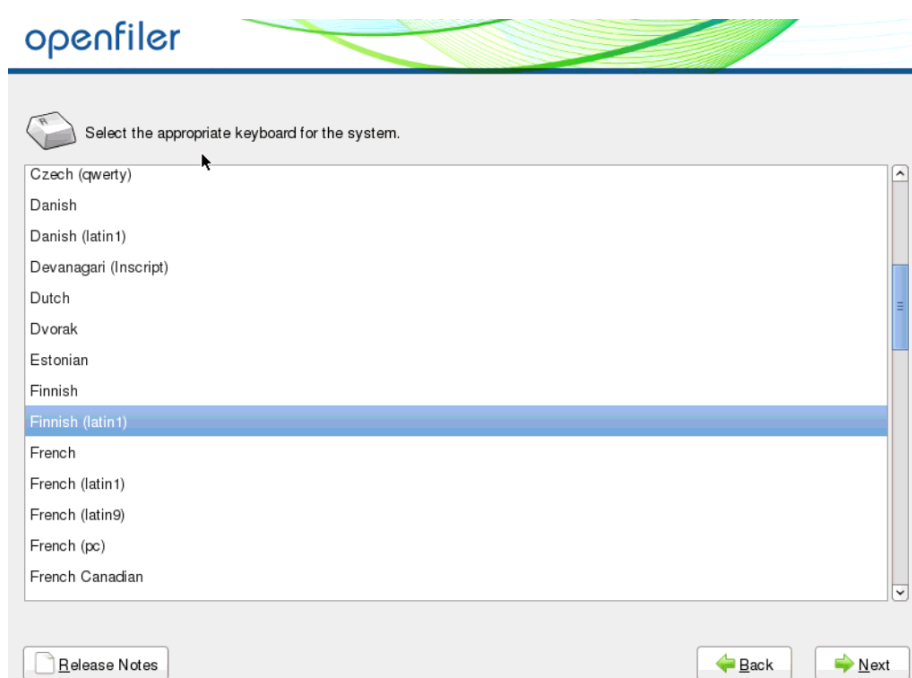 openfiler
Select the appropriate keyboard for the system.
Czech (qwerty)
Danish
Danish (latin1)
Devanagari (Inscript)
Dutch
Dvorak
Estonian
Finnish
Finnish (latin1)
French
French (latin1)
French (latin9)
French (pc)
French Canadian
Release Notes
Back
Next